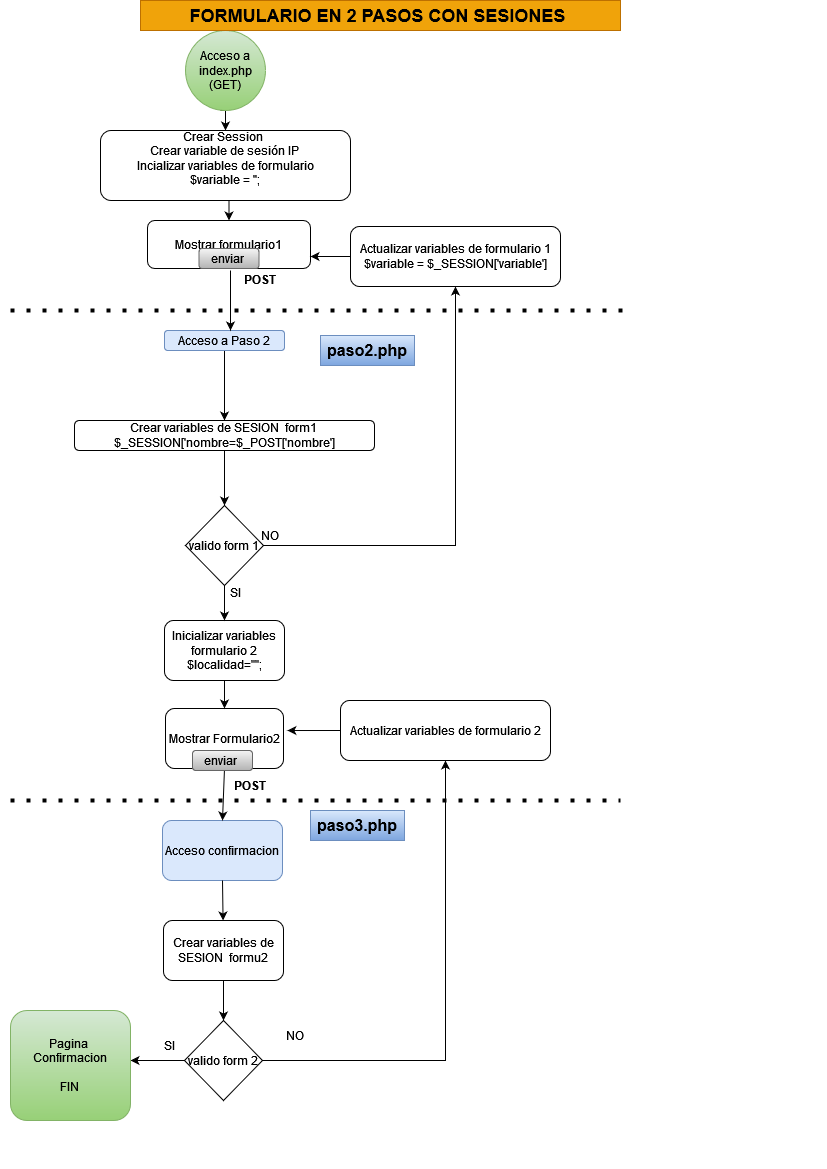 FORMULARIO EN 2 PASOS CON SESIONES
Acceso a
index.php
(GET)
Crear Session
Crear variable de sesión IP
Incializar variables de formulario
$variable = '';
Mostrar formulario1
enviar
POST
Actualizar variables de formulario 1
$variable = $_SESSION['variable']
Acceso a Paso 2
paso2.php
Crear variables de SESION form1
$_SESSION['nombre=$_POST['nombre']
valido form 1
NO
SI
Inicializar variables
formulario 2
$localidad="";
Mostrar Formulario2
enviar
POST
Actualizar variables de formulario 2
paso3.php
Acceso confirmacion
Crear variables de
SESION formu2
valido form 2
NO
SI
Pagina
Confirmacion
FIN